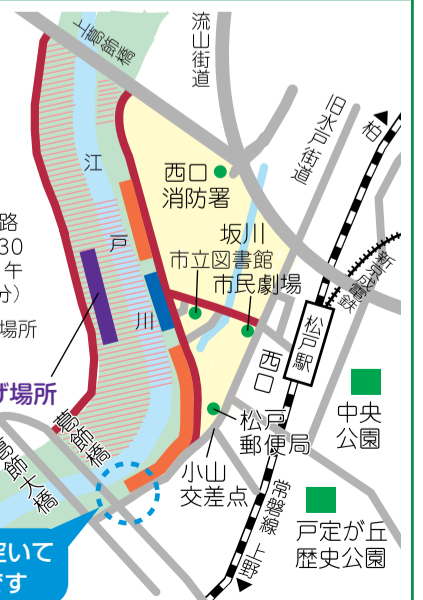 上葛飾橋
流山街道
旧水戸街道
柏
江
戸
川
西口
消防署
坂川
市立図書館
市民劇場
新京成電鉄
路
30
午
分）
場所
松戸駅
西口
ザ場所
中央
公園
葛飾橋
葛飾大橋
松戸
郵便局
小山
交差点
常磐線
上野
戸定が丘
歴史公園
空いて
です